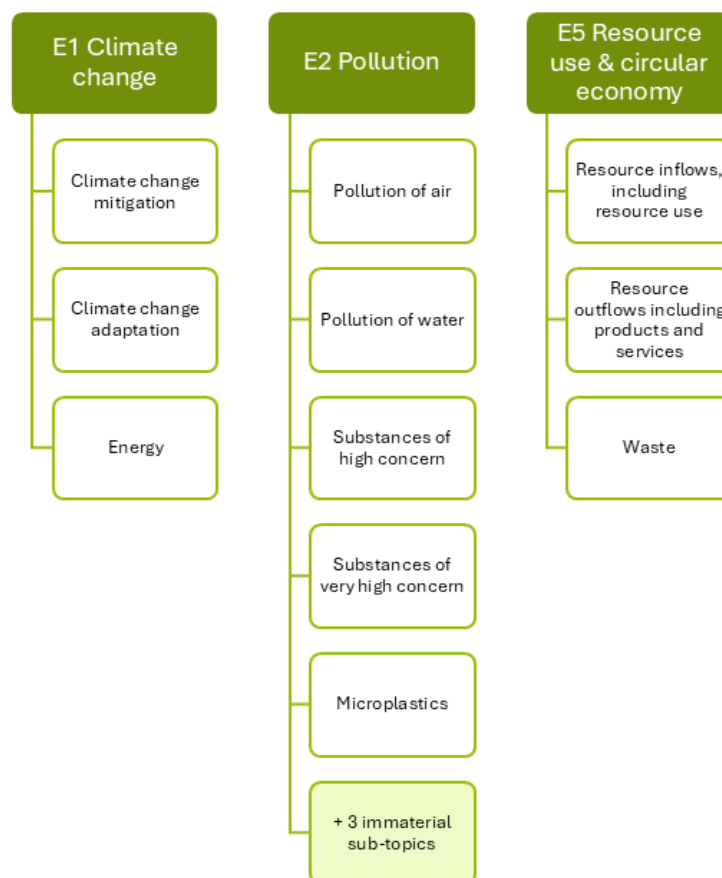 E1 Climate
change
Climate change
mitigation
Climate change
adaptation
Energy
E2 Pollution
Pollution of air
Pollution of water
Substances of
high concern
Substances of
very high concern
Microplastics
+ 3 immaterial
sub-topics
E5 Resource
use & circular
economy
Resource inflows,
including
resource use
Resource
outflows including
products and
services
Waste